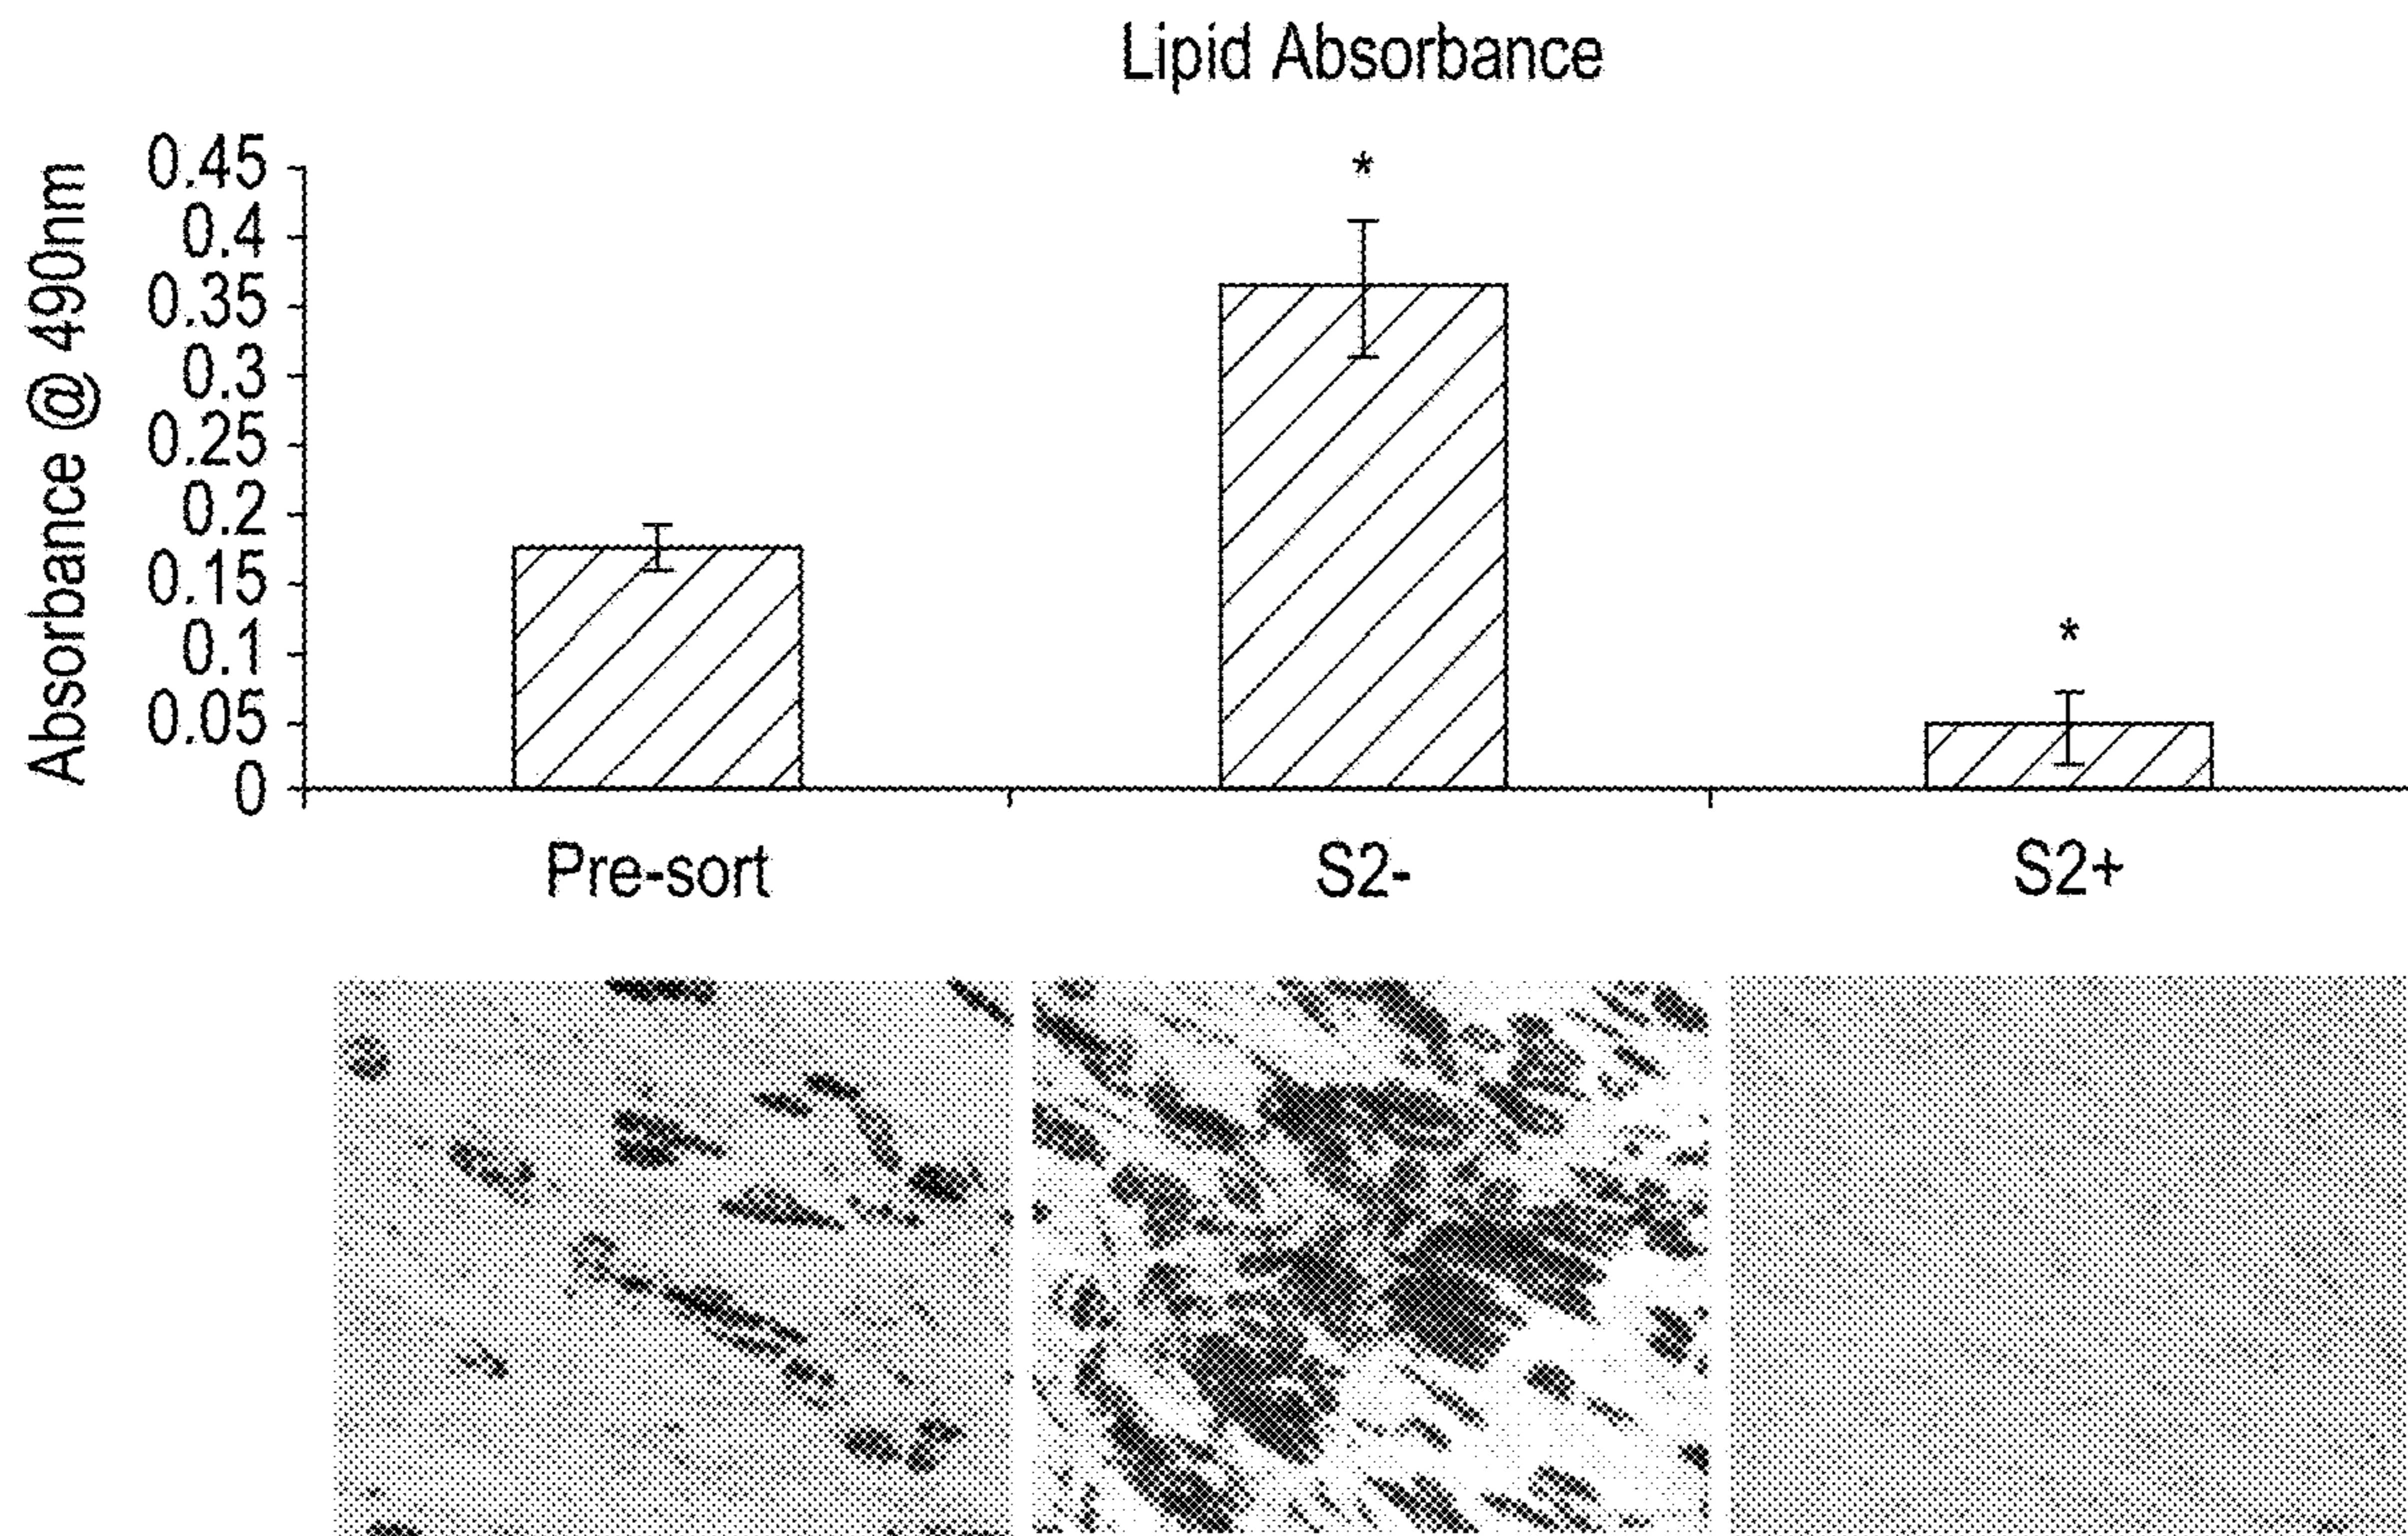 Lipid Absorbance
Absorbance @ 490nm
0.45
0.4
0.35
0.3
0.25
0.2
0.15
0.1
0.05
0
*
*
Pre-sort
S2-
S2+